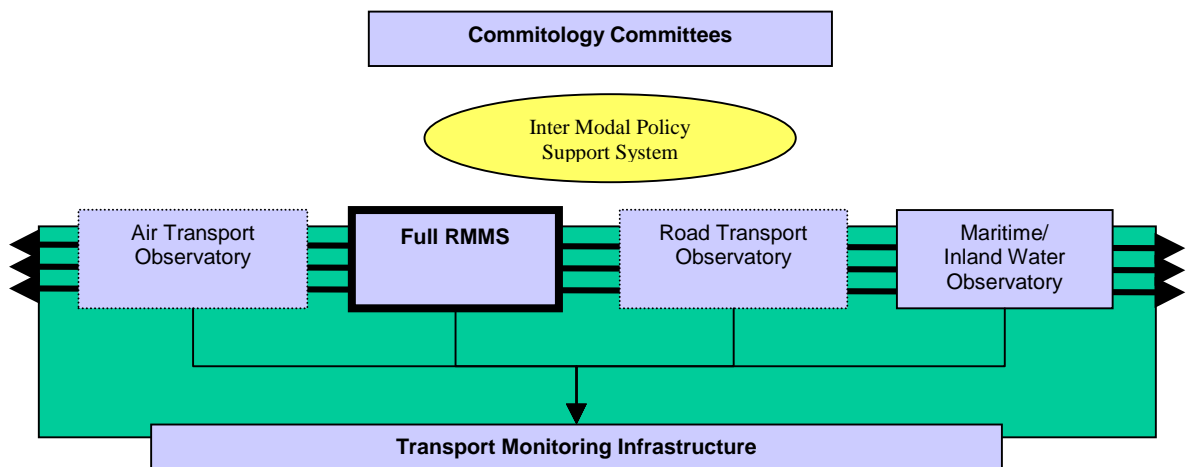 Commitology Committees
Inter Modal Policy
Support System
Air Transport
Observatory
Full RMMS
Road Transport
Observatory
Maritime/
Inland Water
Observatory
Transport Monitoring Infrastructure